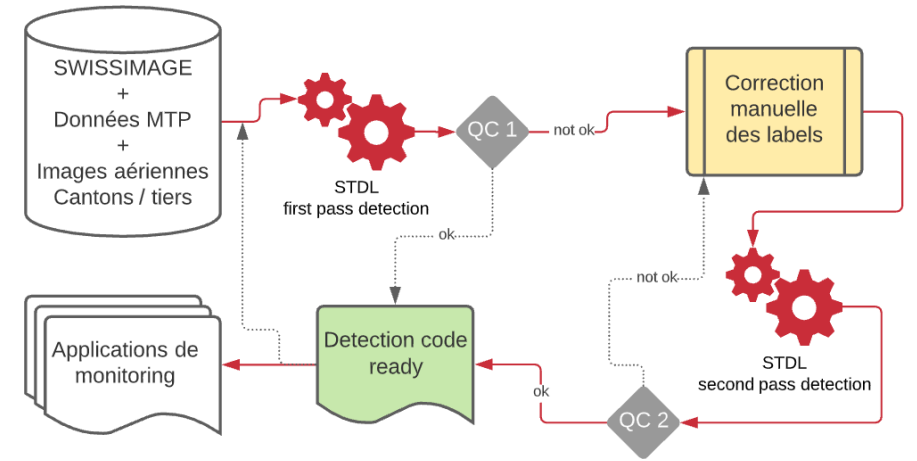 SWISSIMAGE
+
Données MTP
+
Images aériennes
Cantons / tiers
STDL
first pass detection
QC 1
not ok
Correction
manuelle
des labels
ok
not ok
STDL
second pass detection
Applications de
monitoring
Detection code
ready
ok
QC 2